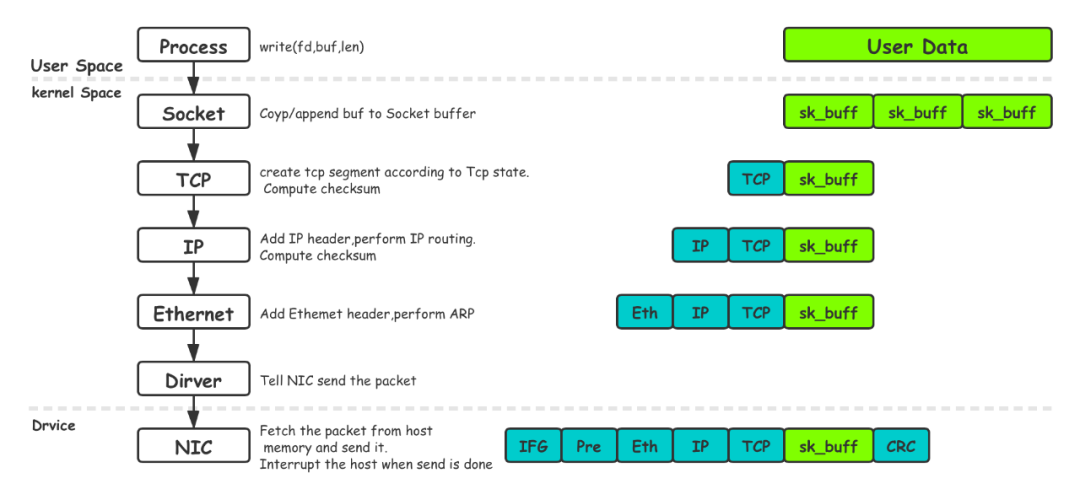 Process write(fd,buf,len) User Data
User Space
kernel Space
Socket Coyp/append buf to Socket buffer sk_buff sk_buff sk_buff
TCP create tcp segment according to Tcp state. TCP sk_buff
Compute checksum
IP Add IP header,perform IP routing. IP TCP sk_buff
Compute checksum
Ethernet Add Ethemet header,perform ARP Eth IP TCP sk_buff
Dirver Tell NIC send the packet
Drvice
NIC Fetch the packet from host IFG Pre Eth IP TCP sk_buff CRC
memory and send it.
Interrupt the host when send is done